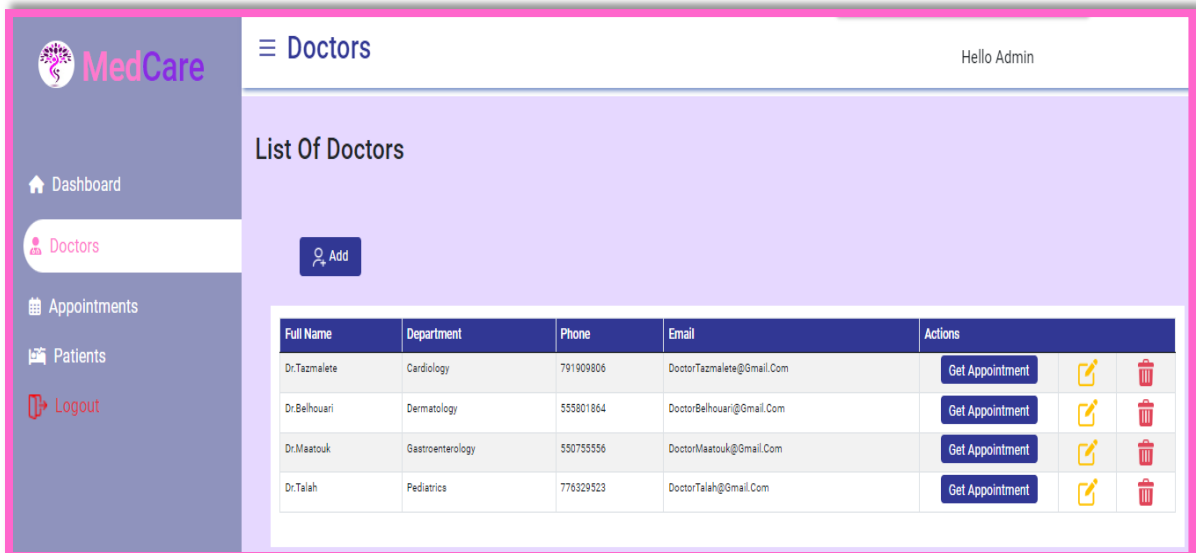 MedCare
Doctors
Hello Admin
List Of Doctors
Dashboard
Doctors
Add
Appointments
Patients
Logout
Full Name Department Phone Email Actions
Dr.Tazmalete Cardiology 791909806 DoctorTazmalete@Gmail.Com Get Appointment
Dr.Belhouari Dermatology 555801864 DoctorBelhouari@Gmail.Com Get Appointment
Dr.Maatouk Gastroenterology 550755556 DoctorMaatouk@Gmail.Com Get Appointment
Dr.Talah Pediatrics 776329523 DoctorTalah@Gmail.Com Get Appointment